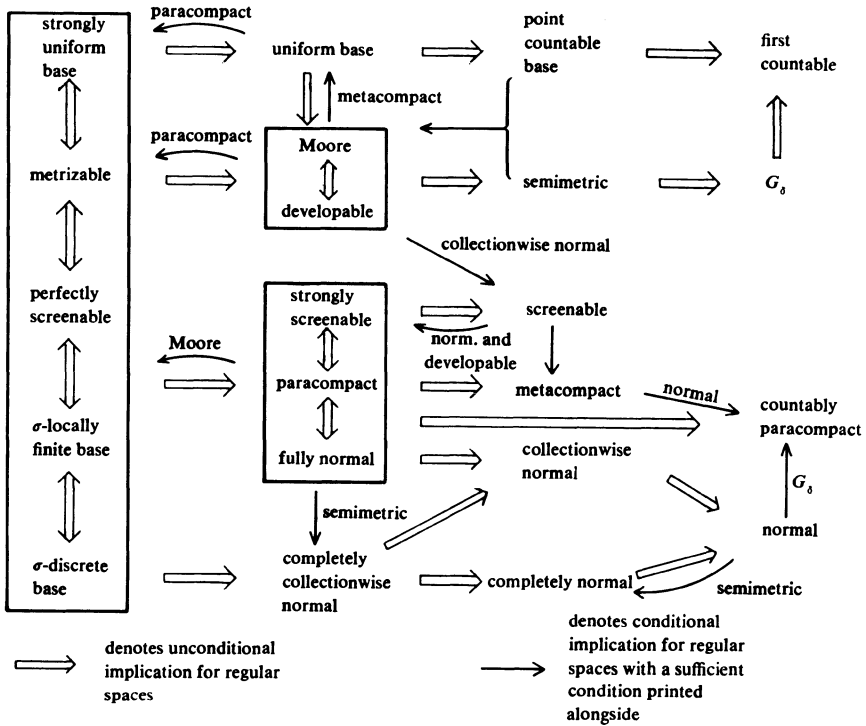 strongly
uniform
base
paracompact
uniform base
point
countable
base
first
countable
metacompact
metrizable
paracompact
Moore
developable
semimetric
G_δ
collectionwise normal
perfectly
screenable
strongly
screenable
screenable
norm. and
developable
Moore
paracompact
metacompact
normal
countably
paracompact
σ-locally
finite base
fully normal
collectionwise
normal
G_δ
semimetric
normal
σ-discrete
base
completely
collectionwise
normal
completely normal
semimetric
denotes unconditional
implication for regular
spaces
denotes conditional
implication for regular
spaces with a sufficient
condition printed
alongside